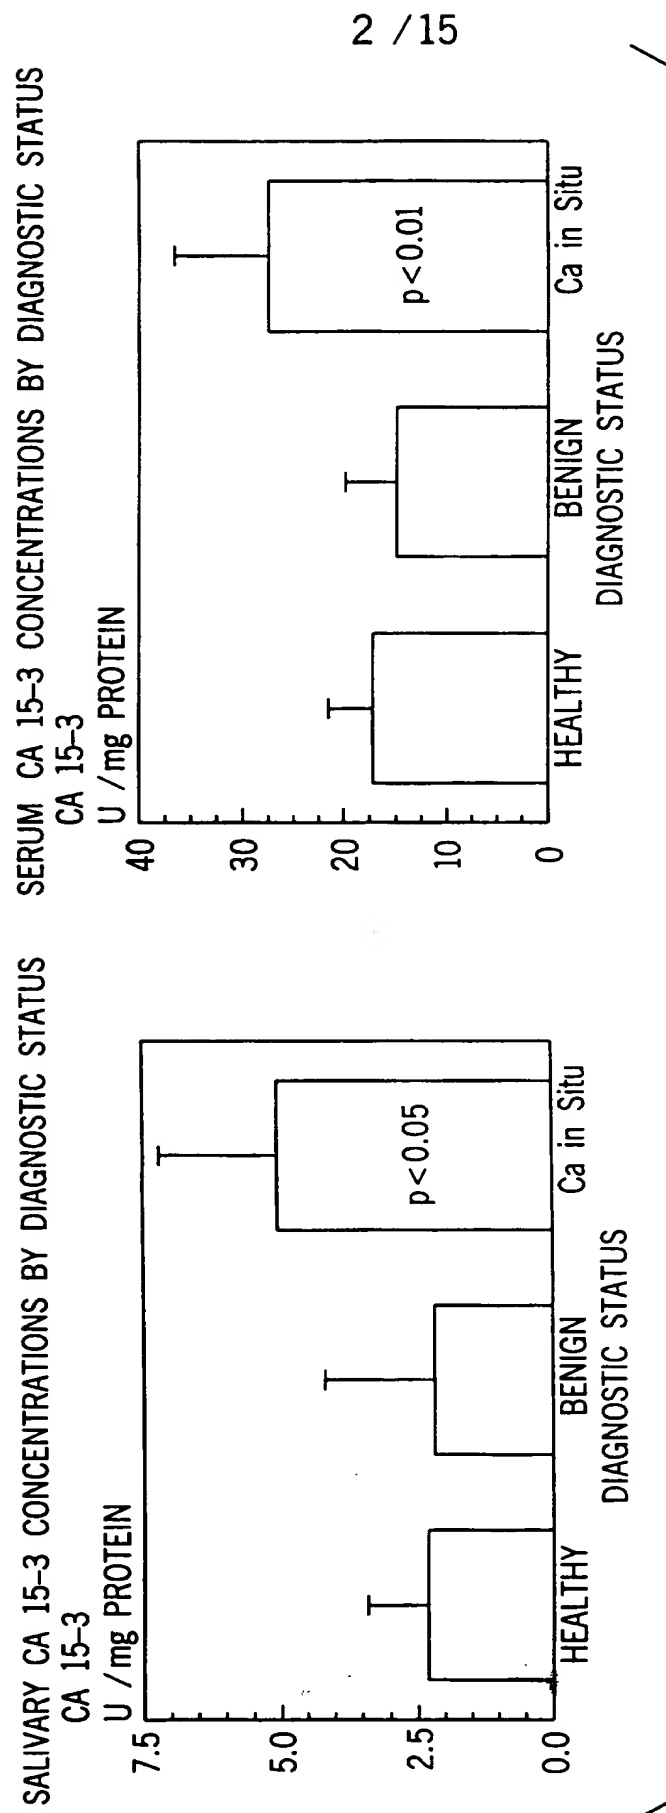 2 /15
SALIVARY CA 15-3 CONCENTRATIONS BY DIAGNOSTIC STATUS
CA 15-3
U /mg PROTEIN
7.5
5.0
2.5
0.0
p<0.05
HEALTHY BENIGN Ca in Situ
DIAGNOSTIC STATUS
SERUM CA 15-3 CONCENTRATIONS BY DIAGNOSTIC STATUS
CA 15-3
U /mg PROTEIN
40
30
20
10
0
p<0.01
HEALTHY BENIGN Ca in Situ
DIAGNOSTIC STATUS